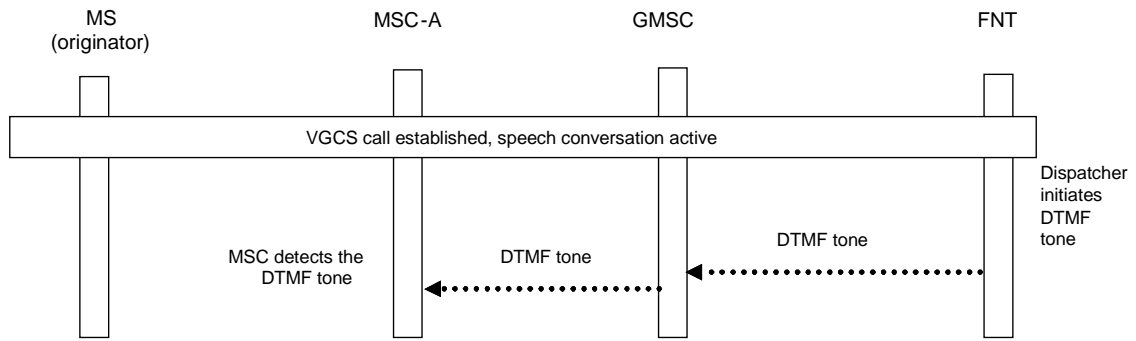 MS
(originator)
MSC-A
GMSC
FNT
VGCS call established, speech conversation active
Dispatcher
initiates
DTMF
tone
DTMF tone
DTMF tone
MSC detects the
DTMF tone